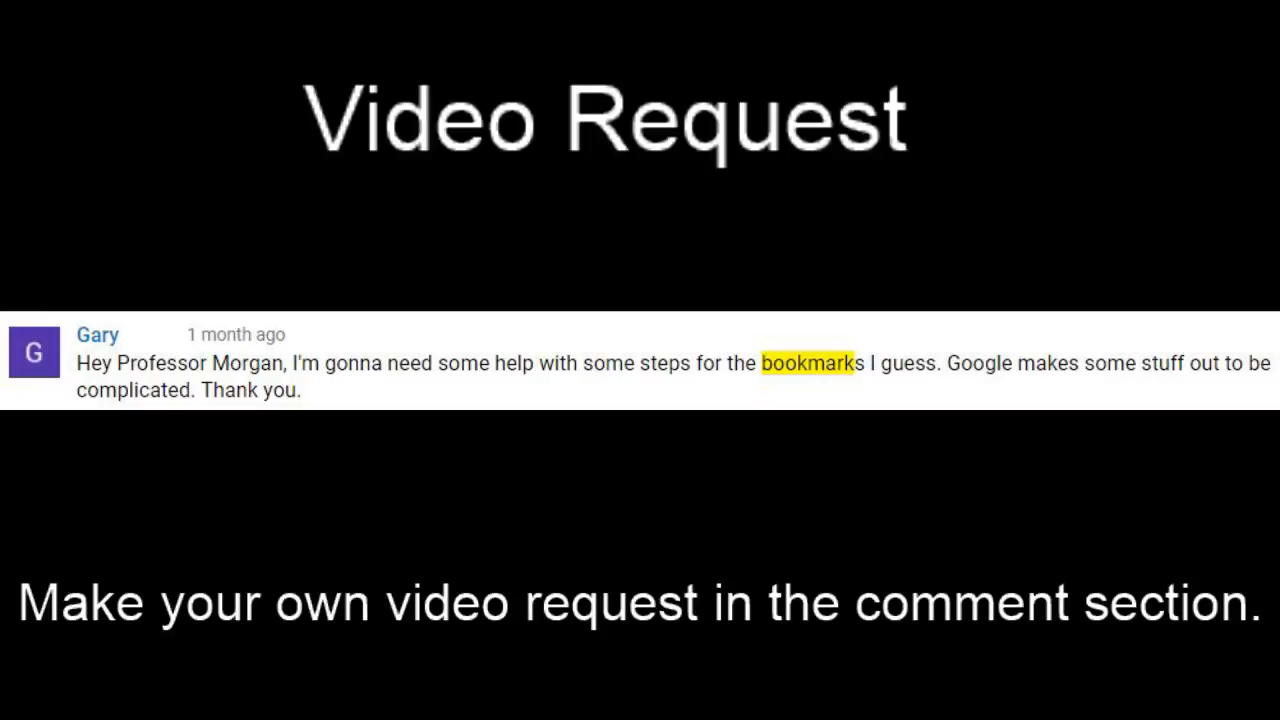 Video Request
G
Gary 1 month ago
Hey Professor Morgan, I'm gonna need some help with some steps for the bookmarks I guess. Google makes some stuff out to be
complicated. Thank you.
Make your own video request in the comment section.